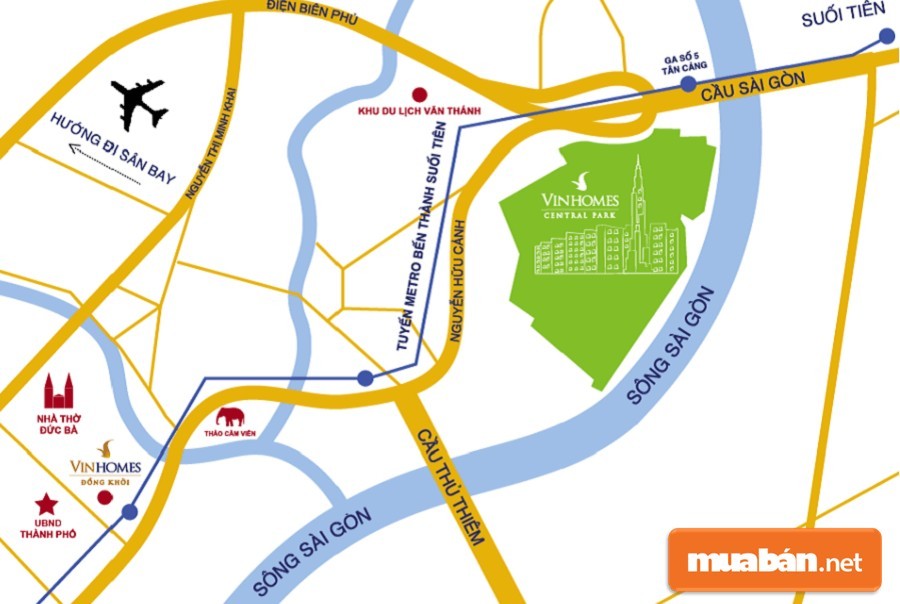 ĐIỆN BIÊN PHỦ
SUỐI TIÊN
GA SỐ 5
TÂN CẢNG
CẦU SÀI GÒN
KHU DU LỊCH VĂN THÁNH
HƯỚNG ĐI SÂN BAY
NGUYỄN THỊ MINH KHAI
TUYẾN METRO BẾN THÀNH SUỐI TIÊN
NGUYỄN HỮU CẢNH
VINHOMES
CENTRAL PARK
SÔNG SÀI GÒN
NHÀ THỜ
ĐỨC BÀ
THẢO CẦM VIÊN
VINHOMES
ĐỒNG KHỞI
UBND
THÀNH PHỐ
CẦU THỦ THIÊM
SÔNG SÀI GÒN
muabán.net